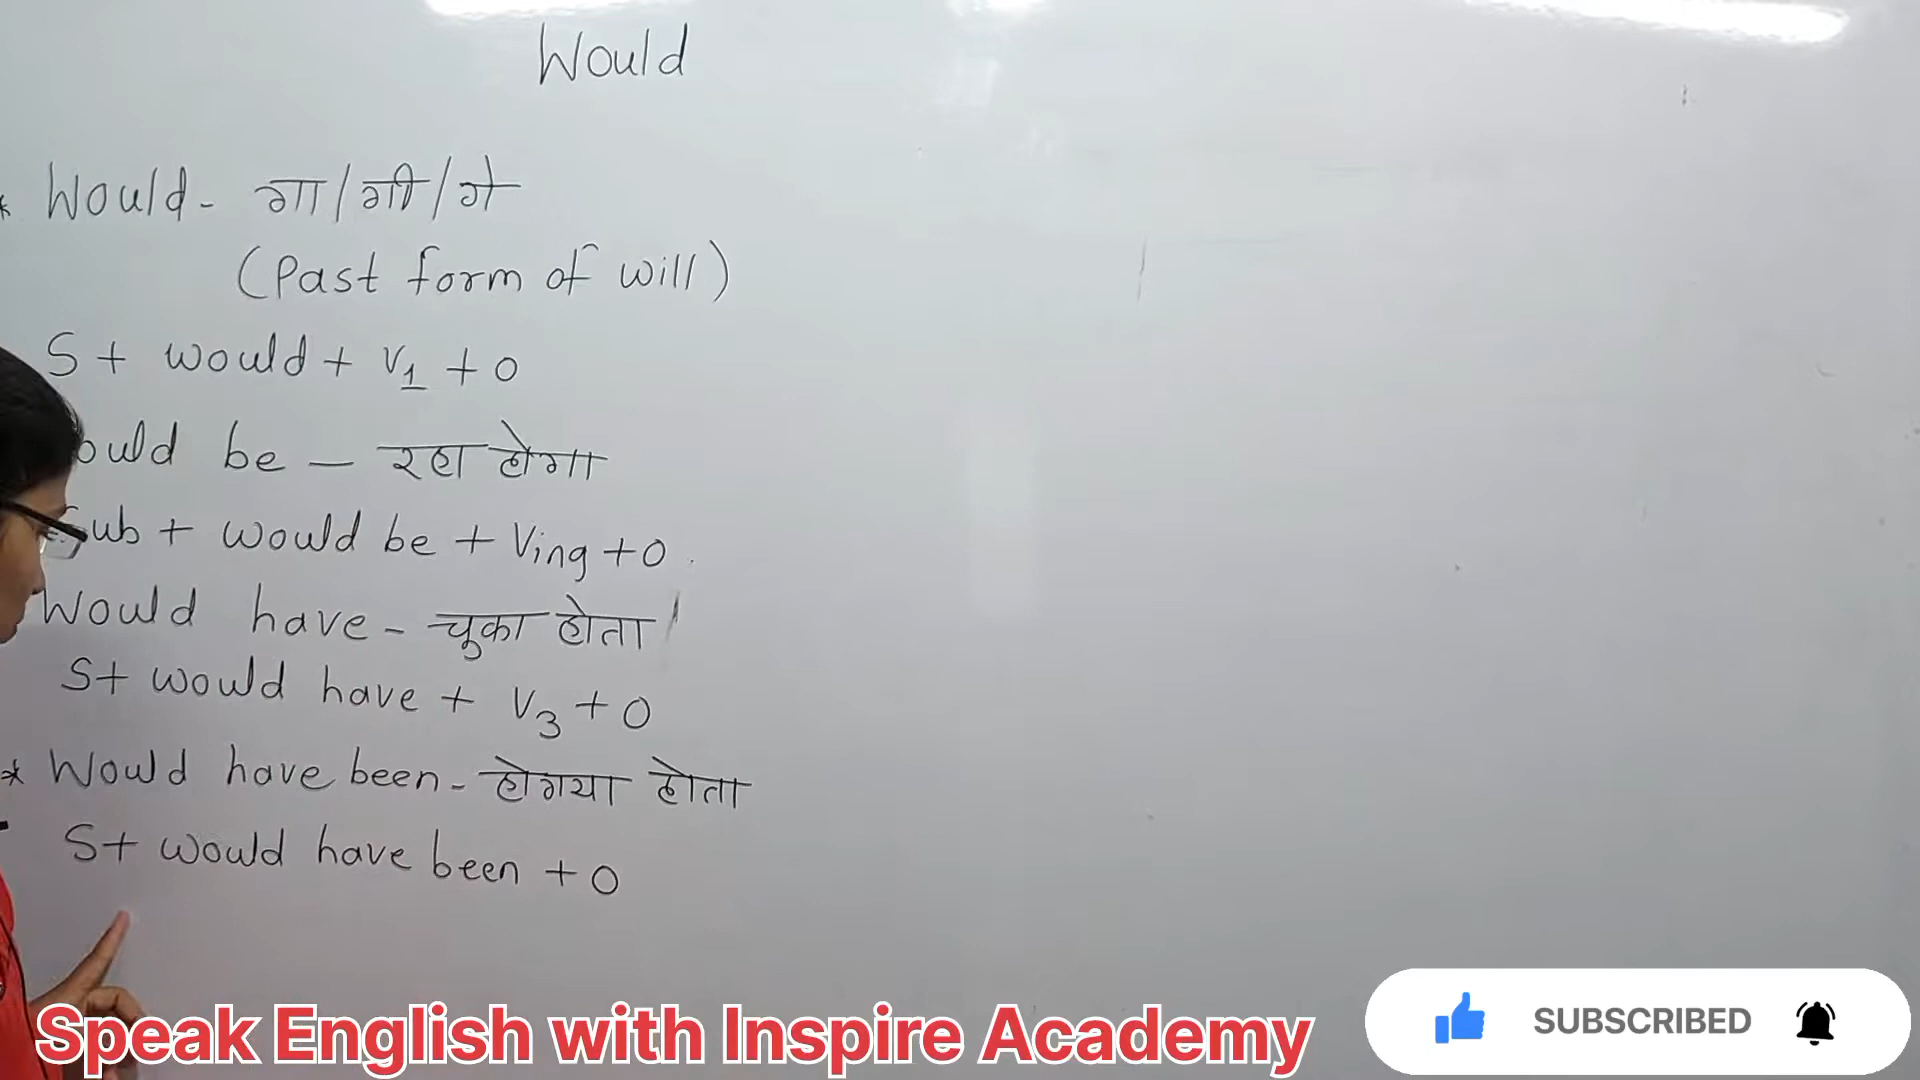 Would
* Would - गा/गी/गे
(Past form of will)
S + would + V1 + O
ould be — रहा होगा
Sub + would be + Ving + O.
Would have - चुका होता
S + would have + V3 + O
* Would have been - होगया होता
S + would have been + O
Speak English with Inspire Academy
SUBSCRIBED